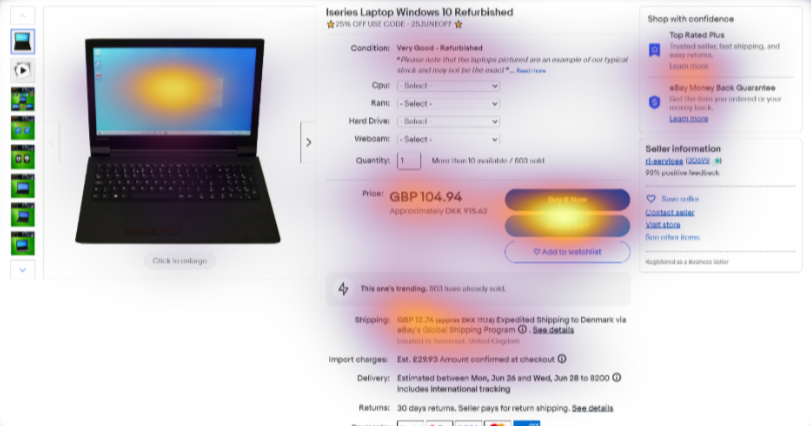 Iseries Laptop Windows 10 Refurbished
⭐25% OFF USE CODE - 25JUNEOFF ⭐
Condition: Very Good - Refurbished
"Please note that the laptops pictured are an example of our typical
stock and may not be the exact"... Read more
Cpu: - Select -
Ram: - Select -
Hard Drive: - Select -
Webcam: - Select -
Quantity: 1 More than 10 available / 803 sold
Price: GBP 104.94
Approximately DKK 915.62
Buy It Now
Add to watchlist
Click to enlarge
This one's trending. 803 have already sold.
Shipping: GBP 12.74 (approx DKK 111.16) Expedited Shipping to Denmark via
eBay's Global Shipping Program. See details
Located in: Somerset, United Kingdom
Import charges: Est. £29.93 Amount confirmed at checkout
Delivery: Estimated between Mon, Jun 26 and Wed, Jun 28 to 8200
Includes international tracking
Returns: 30 days returns. Seller pays for return shipping. See details
Shop with confidence
Top Rated Plus
Trusted seller, fast shipping, and
easy returns.
Learn more
eBay Money Back Guarantee
Get the item you ordered or your
money back.
Learn more
Seller information
99% positive feedback
Save seller
Contact seller
Visit store
See other items
Registered as a Business Seller